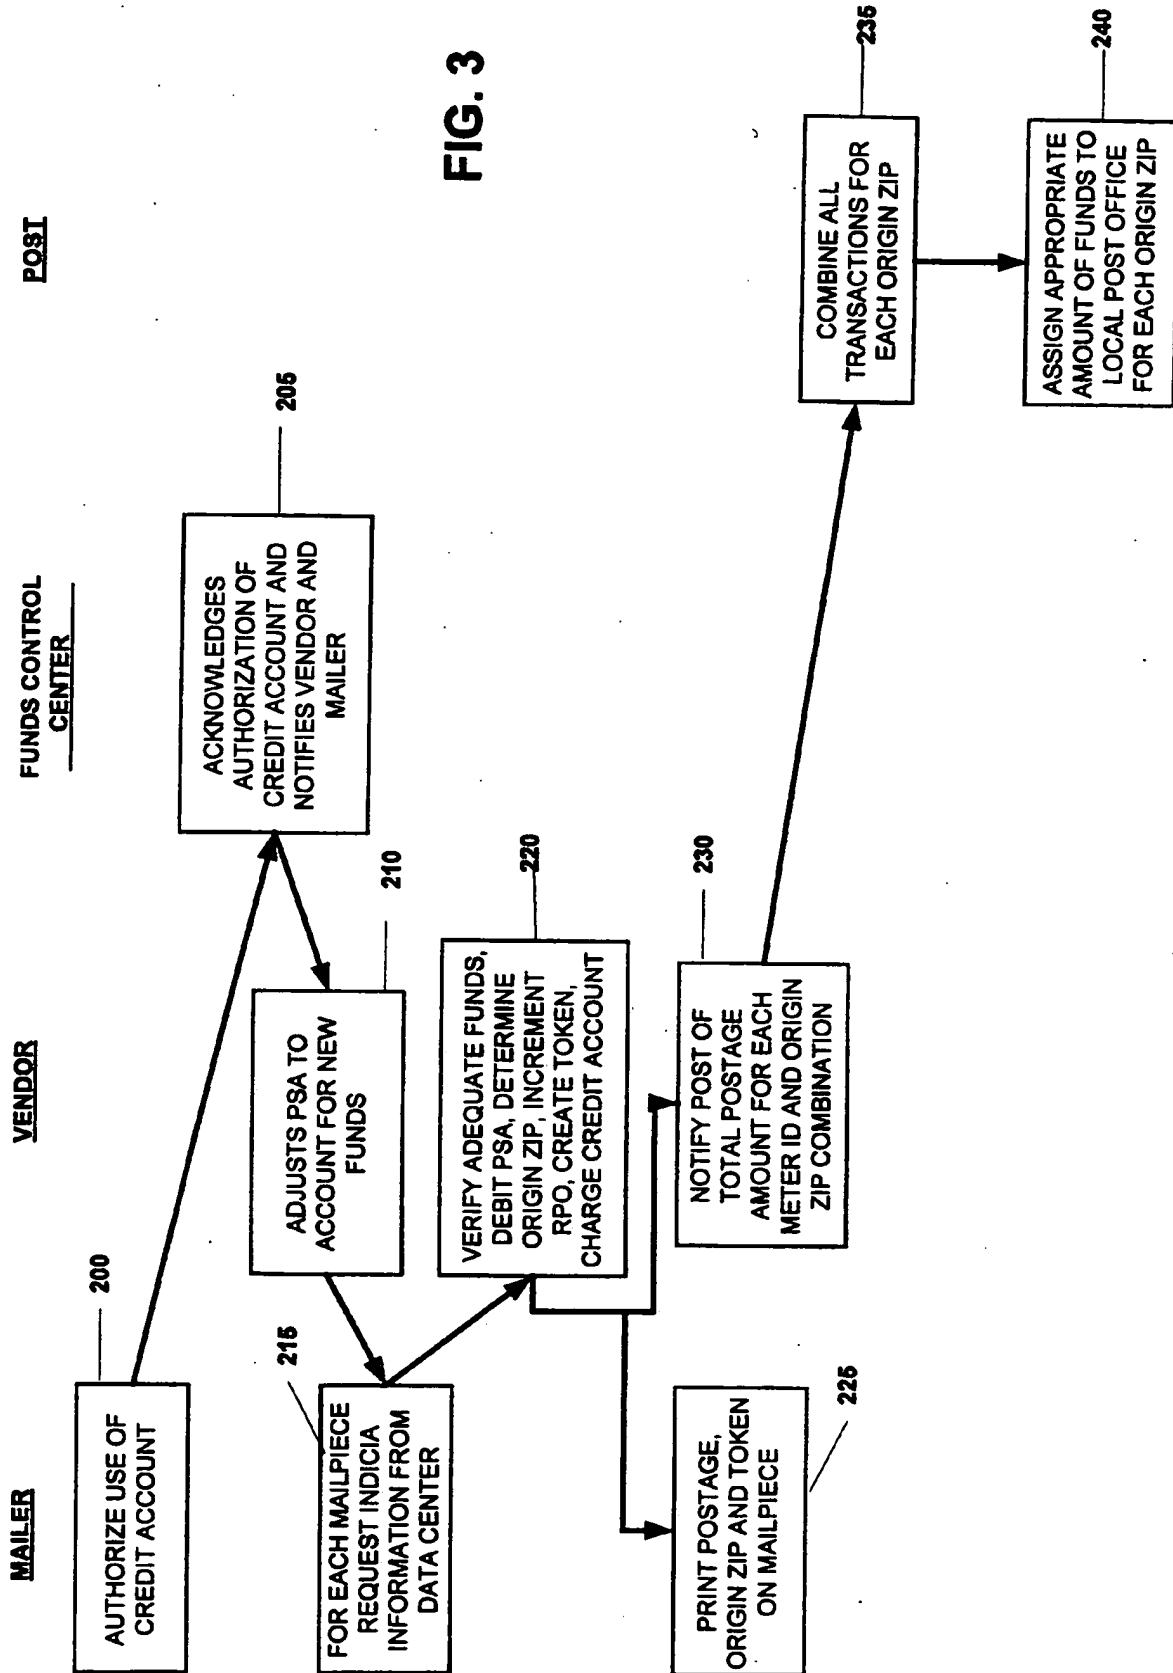 MAILER
VENDOR
FUNDS CONTROL
CENTER
POST
AUTHORIZE USE OF
CREDIT ACCOUNT
200
ACKNOWLEDGES
AUTHORIZATION OF
CREDIT ACCOUNT AND
NOTIFIES VENDOR AND
MAILER
205
ADJUSTS PSA TO
ACCOUNT FOR NEW
FUNDS
210
FOR EACH MAILPIECE
REQUEST INDICIA
INFORMATION FROM
DATA CENTER
215
VERIFY ADEQUATE FUNDS,
DEBIT PSA, DETERMINE
ORIGIN ZIP, INCREMENT
RPO, CREATE TOKEN,
CHARGE CREDIT ACCOUNT
220
PRINT POSTAGE,
ORIGIN ZIP AND TOKEN
ON MAILPIECE
225
NOTIFY POST OF
TOTAL POSTAGE
AMOUNT FOR EACH
METER ID AND ORIGIN
ZIP COMBINATION
230
COMBINE ALL
TRANSACTIONS FOR
EACH ORIGIN ZIP
235
ASSIGN APPROPRIATE
AMOUNT OF FUNDS TO
LOCAL POST OFFICE
FOR EACH ORIGIN ZIP
240
FIG. 3